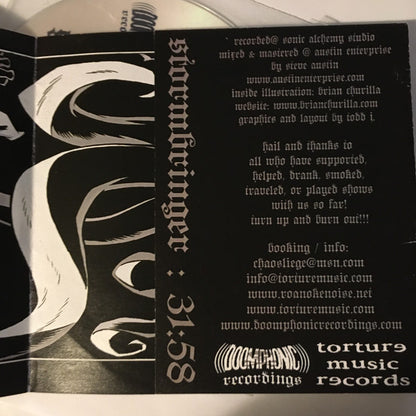 recorded@ sonic alchemy studio
mixed & mastered @ austin enterprise
by steve austin
www.austinenterprise.com
inside illustration: brian churilla
website: www.brianchurilla.com
graphics and layout by todd j.
hail and thanks to
all who have supported,
helped, drank, smoked,
traveled, or played shows
with us so far!
turn up and burn out!!!
booking / info:
chaosliege@msn.com
info@torturemusic.com
www.roanokenoise.net
www.torturemusic.com
www.doomphonicrecordings.com
DOOMPHONIC
recordings
torture
music
records
stormbringer : 31:58